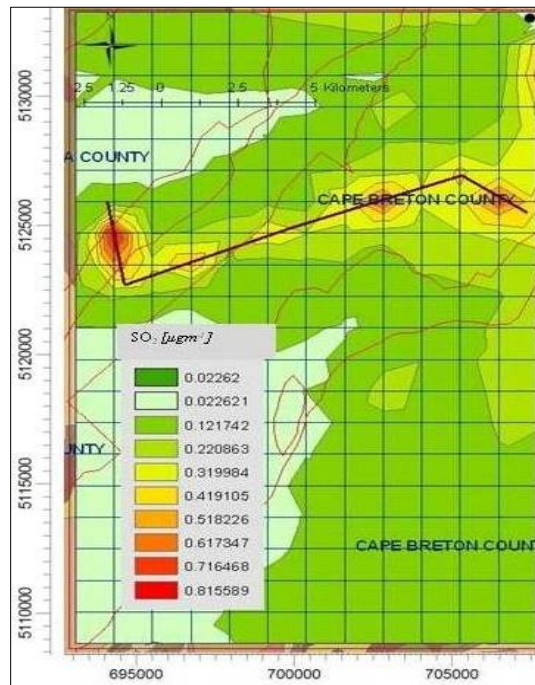 2.5 1.25 0 2.5 5 Kilometers
A COUNTY
CAPE BRETON COUNTY
SO₂ [µgm⁻³]
0.02262
0.022621
0.121742
0.220863
0.319984
0.419105
0.518226
0.617347
0.716468
0.815589
UNTY
CAPE BRETON COUNT
5130000
5125000
5120000
5115000
5110000
695000 700000 705000